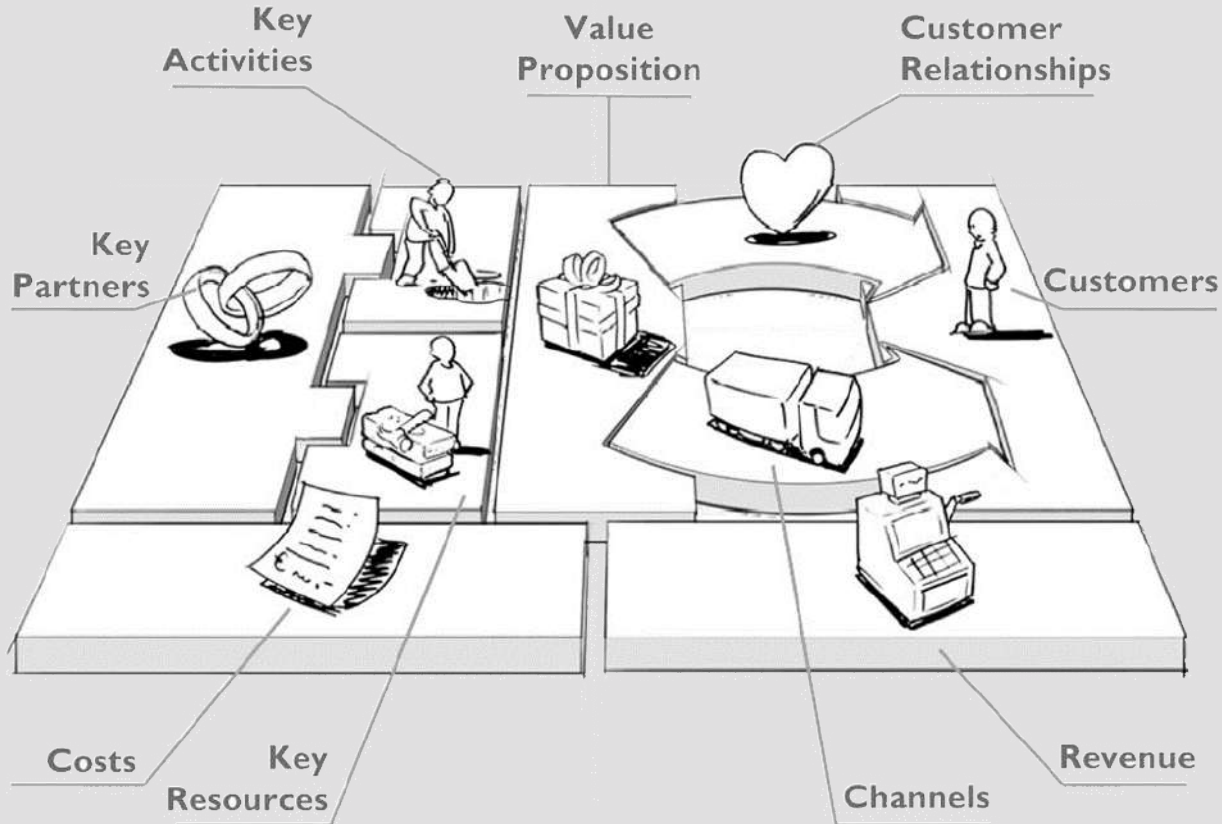 Key
Activities
Value
Proposition
Customer
Relationships
Key
Partners
Customers
Costs
Key
Resources
Channels
Revenue